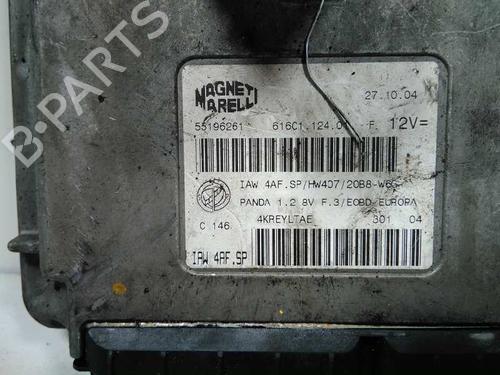 B-PARTS
MAGNETI
MARELLI
27.10.04
55196261 616C1.124.0 F. 12V=
IAW 4AF.SP/HW407/20B8-W6
PANDA 1.2 8V F.3/EOBD-EUROPA
4KREYLTAE 301 04
C 146
IAW 4AF.SP